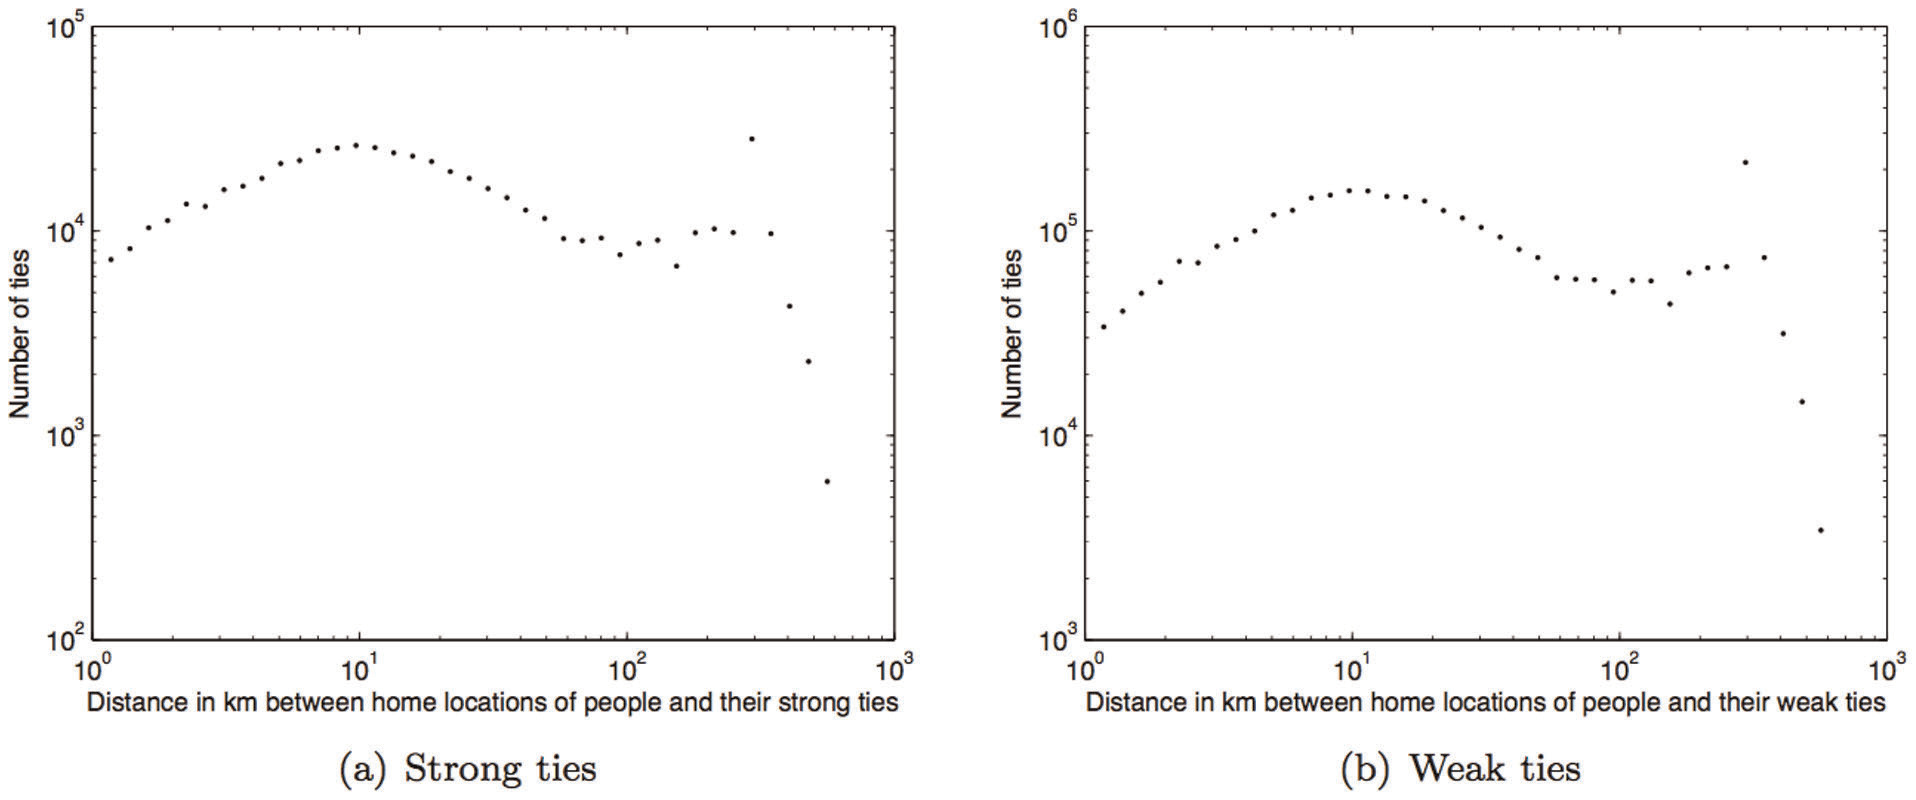 10^5
10^4
10^3
10^2
Number of ties
10^0 10^1 10^2 10^3
Distance in km between home locations of people and their strong ties
(a) Strong ties
10^6
10^5
10^4
10^3
Number of ties
10^0 10^1 10^2 10^3
Distance in km between home locations of people and their weak ties
(b) Weak ties